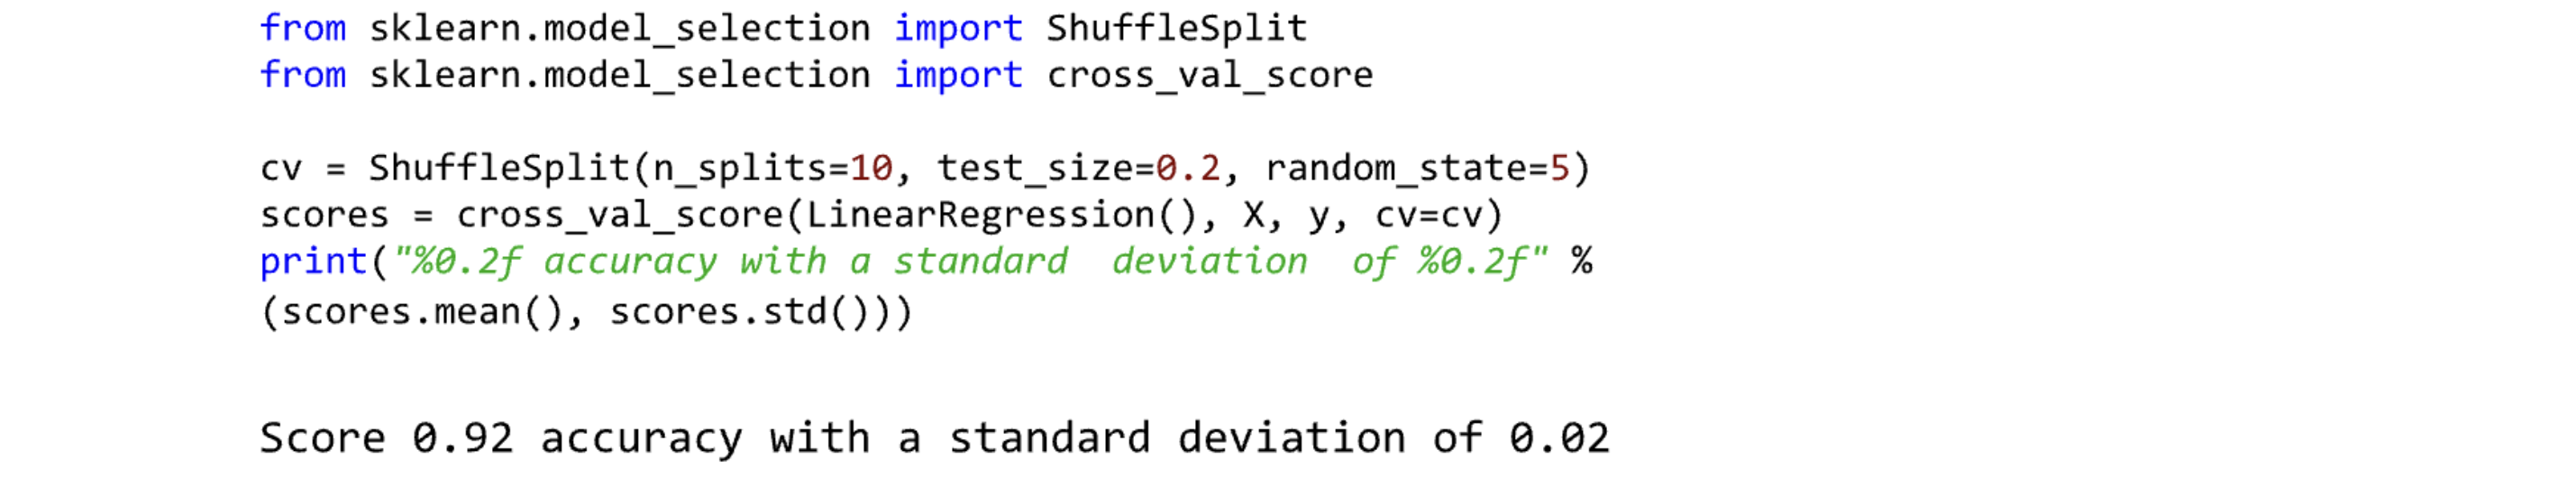 from sklearn.model_selection import ShuffleSplit
from sklearn.model_selection import cross_val_score
cv = ShuffleSplit(n_splits=10, test_size=0.2, random_state=5)
scores = cross_val_score(LinearRegression(), X, y, cv=cv)
print("%0.2f accuracy with a standard  deviation  of %0.2f" %
(scores.mean(), scores.std()))
Score 0.92 accuracy with a standard deviation of 0.02